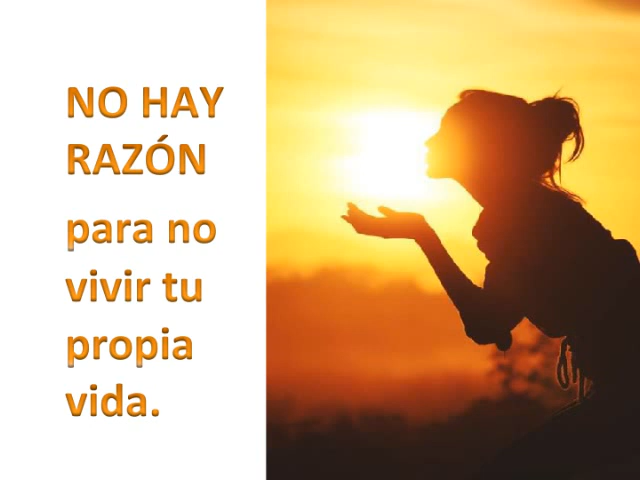 NO HAY
RAZÓN
para no
vivir tu
propia
vida.